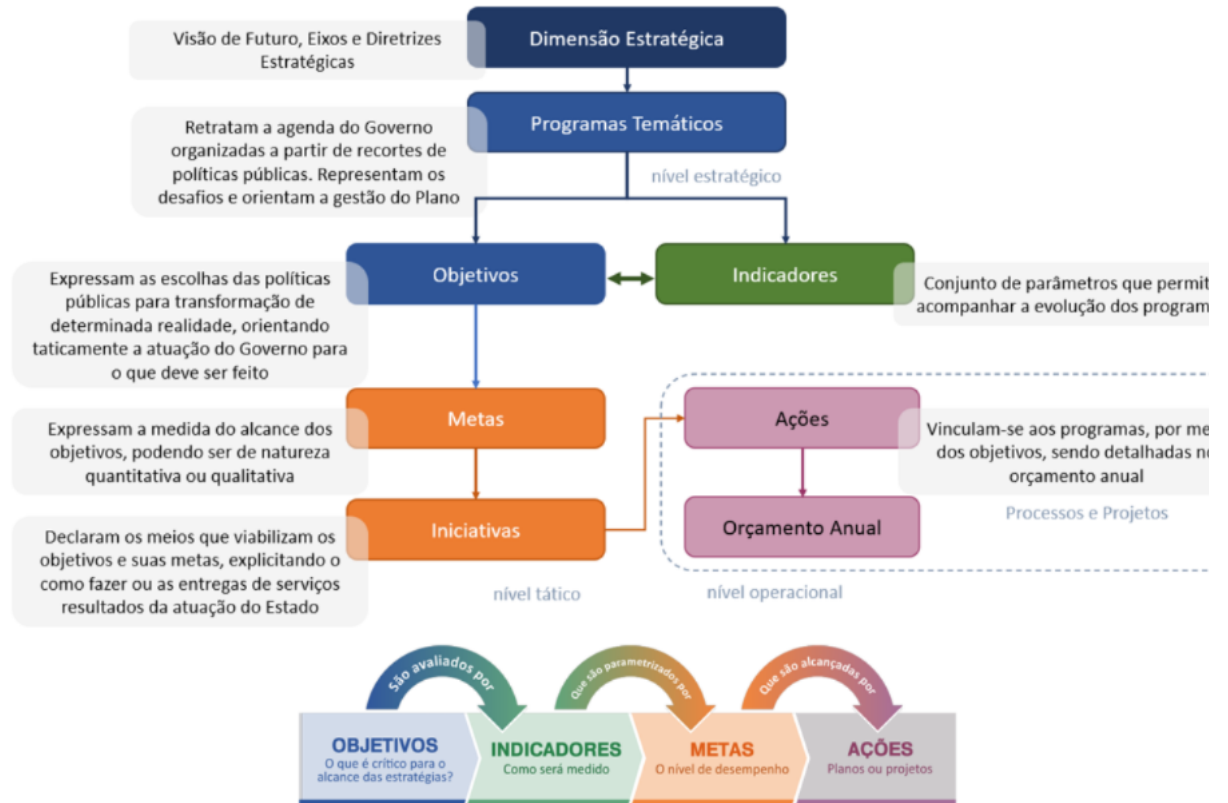 Visão de Futuro, Eixos e Diretrizes
Estratégicas
Dimensão Estratégica
Programas Temáticos
Retratam a agenda do Governo
organizadas a partir de recortes de
políticas públicas. Representam os
desafios e orientam a gestão do Plano
nível estratégico
Objetivos
Indicadores
Expressam as escolhas das políticas
públicas para transformação de
determinada realidade, orientando
taticamente a atuação do Governo para
o que deve ser feito
Conjunto de parâmetros que permit
acompanhar a evolução dos program
Metas
Ações
Expressam a medida do alcance dos
objetivos, podendo ser de natureza
quantitativa ou qualitativa
Vinculam-se aos programas, por me
dos objetivos, sendo detalhadas n
orçamento anual
Processos e Projetos
Iniciativas
Orçamento Anual
Declaram os meios que viabilizam os
objetivos e suas metas, explicitando o
como fazer ou as entregas de serviços
resultados da atuação do Estado
nível tático
nível operacional
São avaliados por
Que são parametrizados por
Que são alcançadas por
OBJETIVOS
O que é crítico para o
alcance das estratégias?
INDICADORES
Como será medido
METAS
O nível de desempenho
AÇÕES
Planos ou projetos